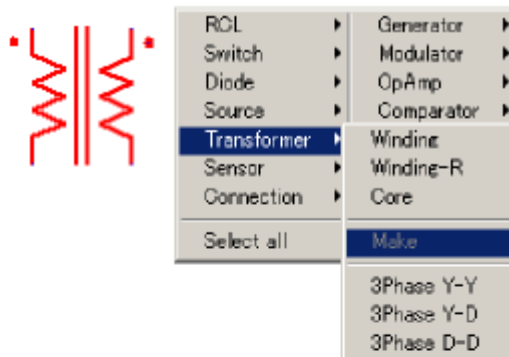 RCL
Switch
Diode
Source
Transformer
Sensor
Connection
Select all
Generator
Modulator
OpAmp
Comparator
Winding
Winding-R
Core
Make
3Phase Y-Y
3Phase Y-D
3Phase D-D